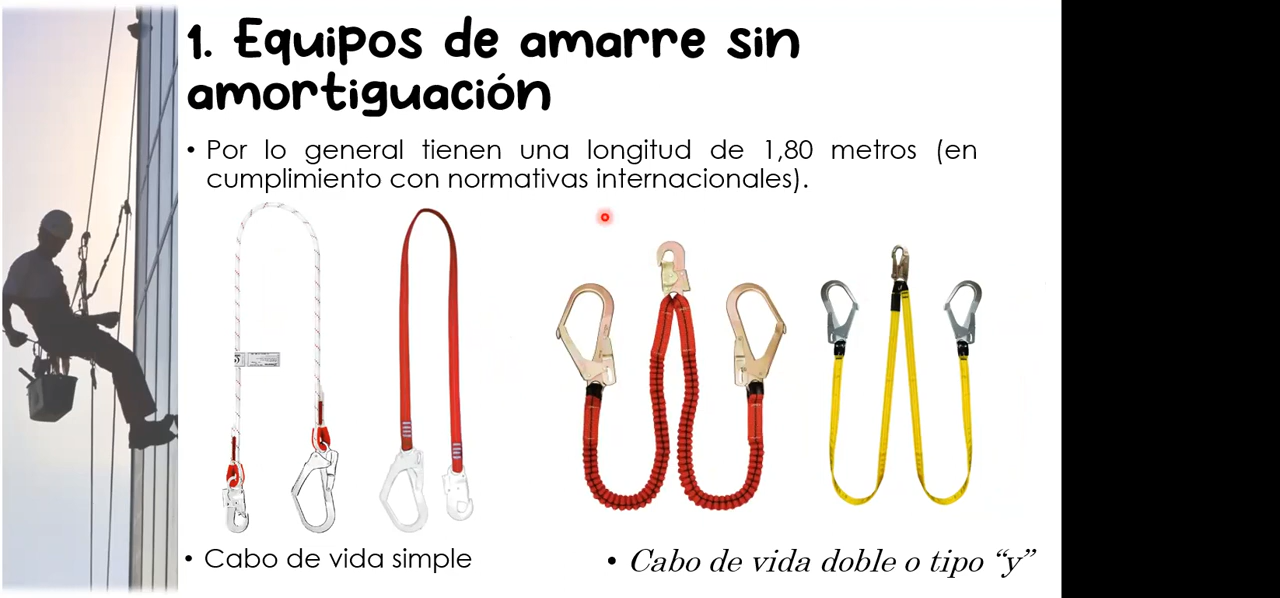 1. Equipos de amarre sin
amortiguación
• Por lo general tienen una longitud de 1,80 metros (en
cumplimiento con normativas internacionales).
• Cabo de vida simple
• Cabo de vida doble o tipo “y”